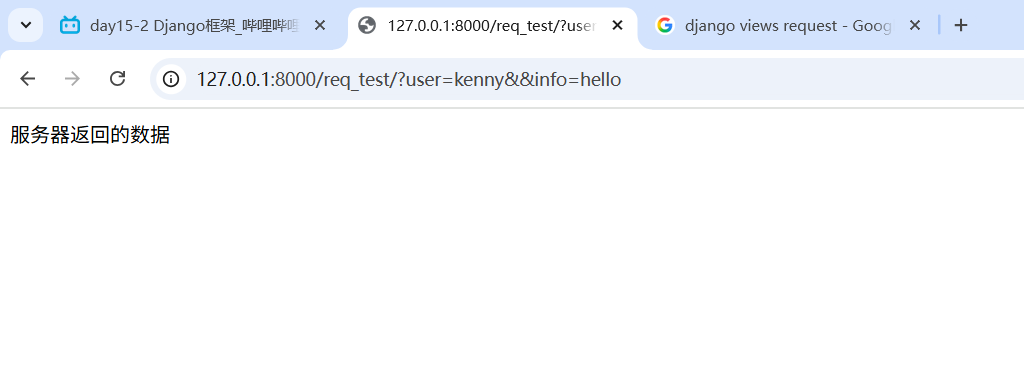 day15-2 Django框架_哔哩哔哩
127.0.0.1:8000/req_test/?user
django views request - Goog
127.0.0.1:8000/req_test/?user=kenny&&info=hello
服务器返回的数据